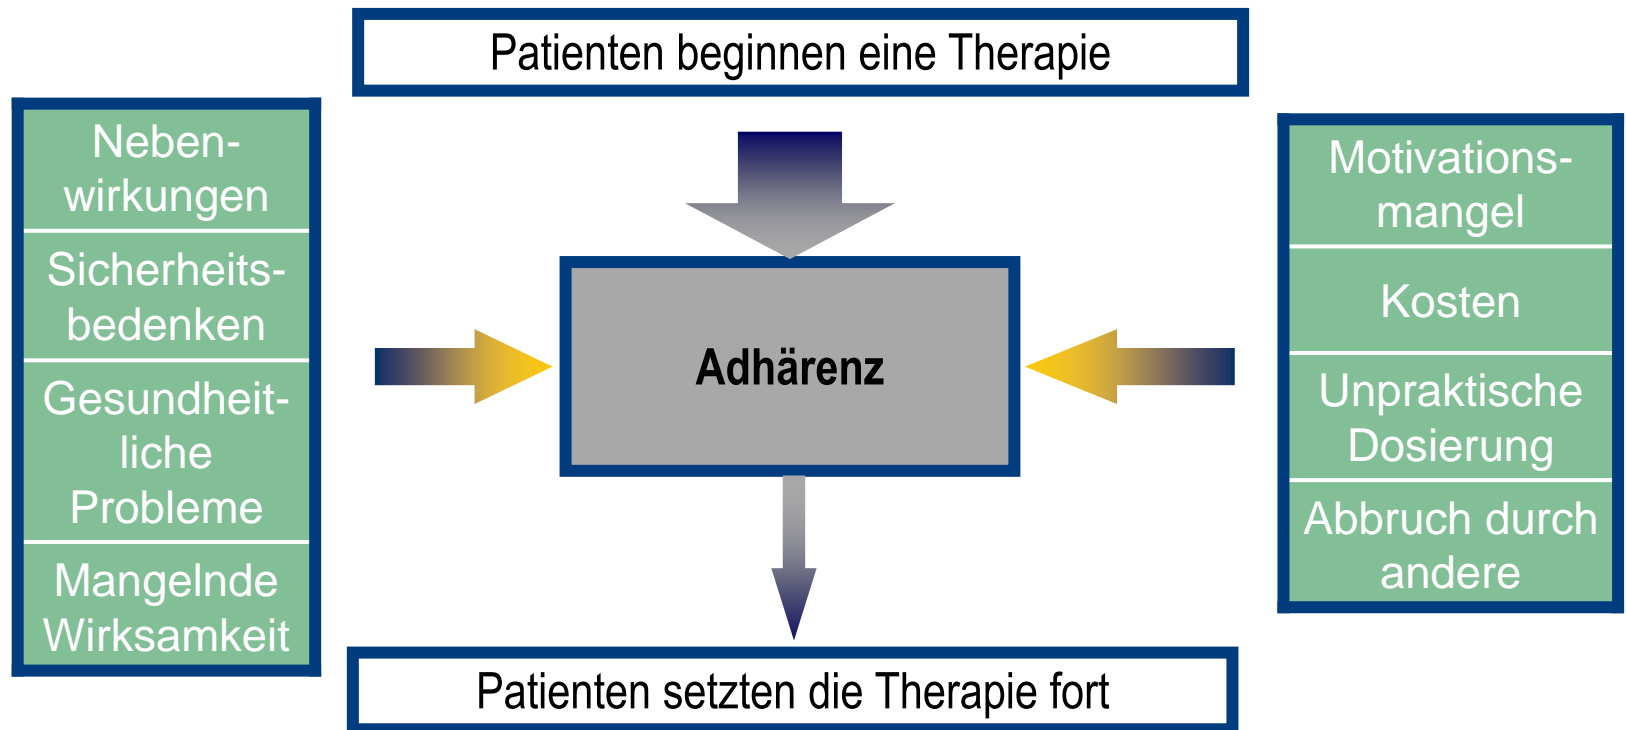 Patienten beginnen eine Therapie
Neben-
wirkungen
Sicherheits-
bedenken
Gesundheit-
liche
Probleme
Mangelnde
Wirksamkeit
Adhärenz
Motivations-
mangel
Kosten
Unpraktische
Dosierung
Abbruch durch
andere
Patienten setzten die Therapie fort